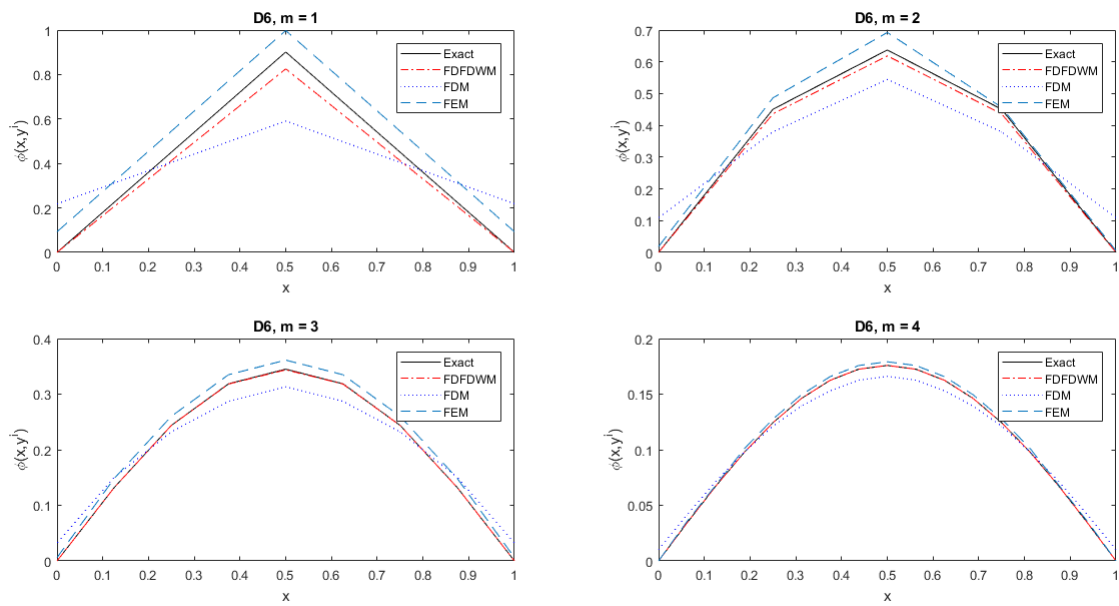 D6, m = 1
1
0.8
0.6
0.4
0.2
0
ϕ(x,y^j)
Exact
FDFDWM
FDM
FEM
0 0.1 0.2 0.3 0.4 0.5 0.6 0.7 0.8 0.9 1
x
D6, m = 2
0.7
0.6
0.5
0.4
0.3
0.2
0.1
0
ϕ(x,y^j)
Exact
FDFDWM
FDM
FEM
0 0.1 0.2 0.3 0.4 0.5 0.6 0.7 0.8 0.9 1
x
D6, m = 3
0.4
0.3
0.2
0.1
0
ϕ(x,y^j)
Exact
FDFDWM
FDM
FEM
0 0.1 0.2 0.3 0.4 0.5 0.6 0.7 0.8 0.9 1
x
D6, m = 4
0.2
0.15
0.1
0.05
0
ϕ(x,y^j)
Exact
FDFDWM
FDM
FEM
0 0.1 0.2 0.3 0.4 0.5 0.6 0.7 0.8 0.9 1
x